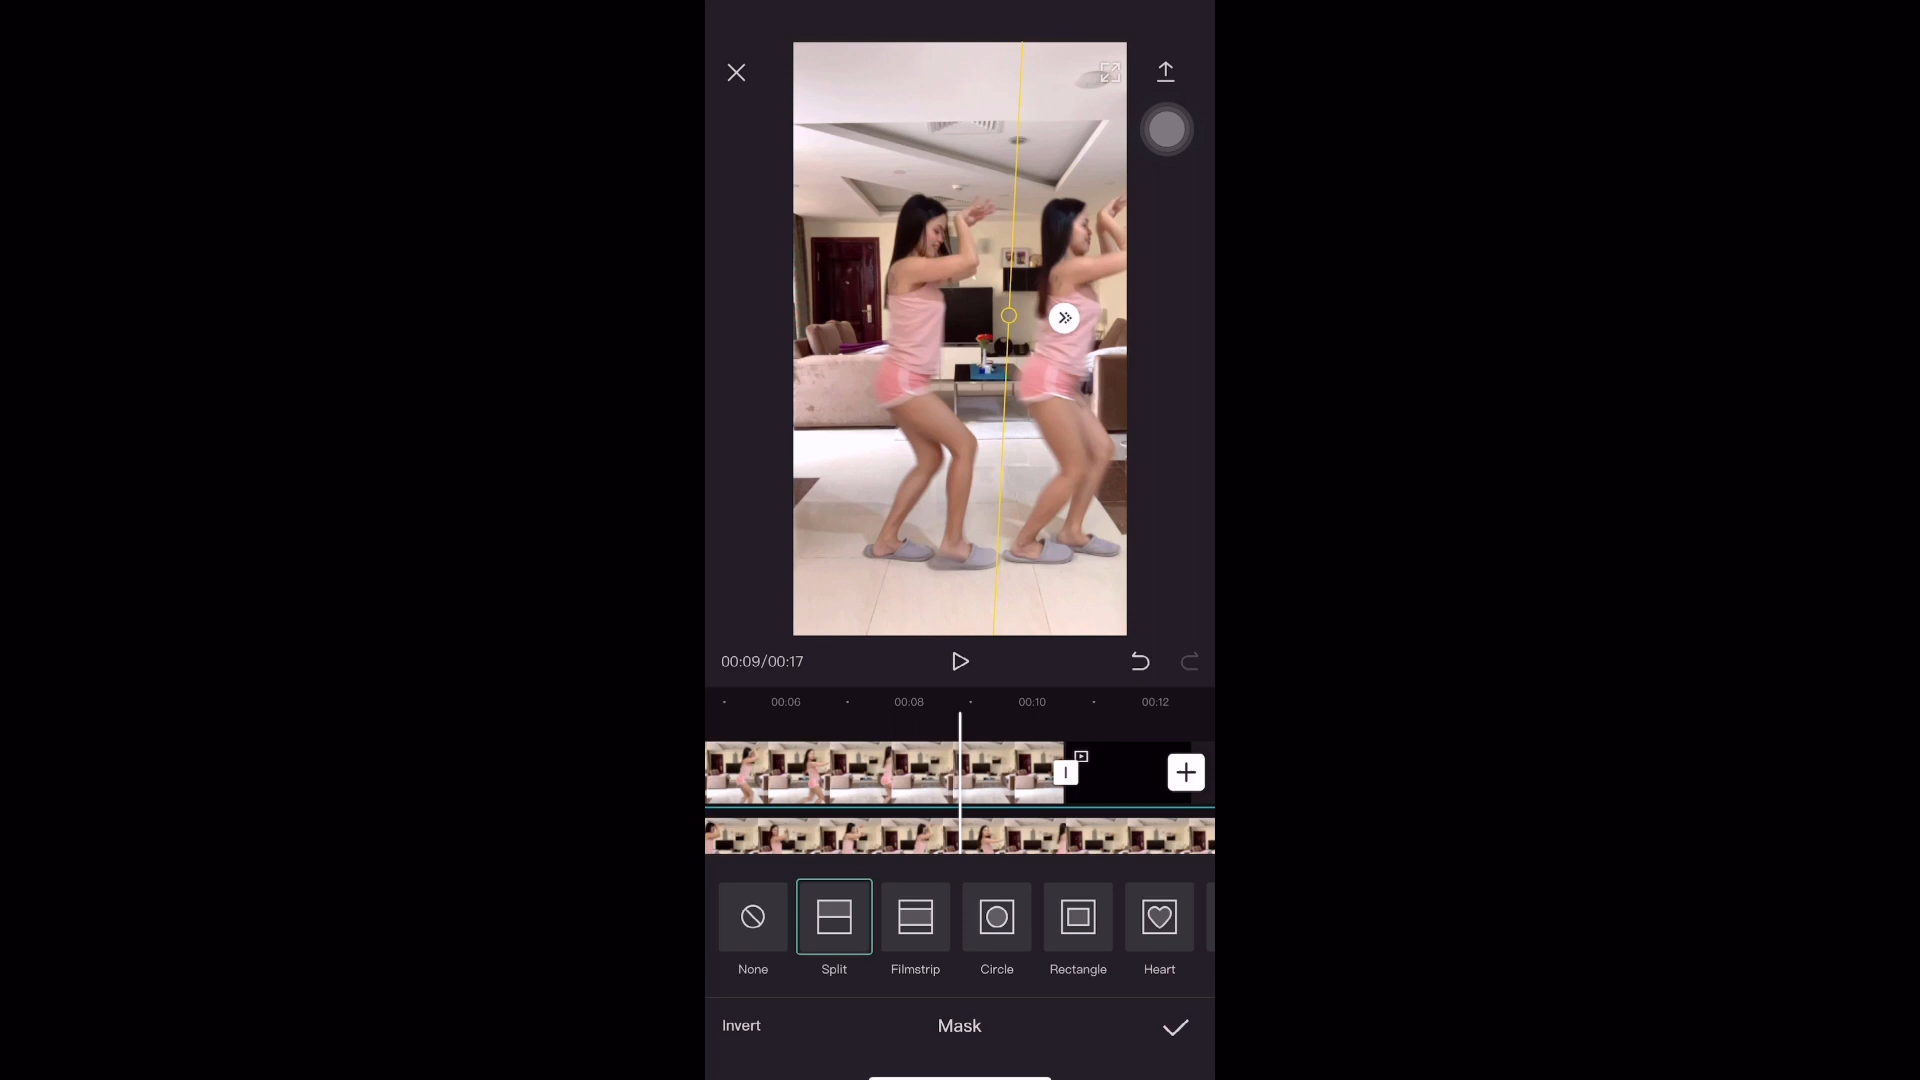 00:09/00:17
00:06 00:08 00:10 00:12
None Split Filmstrip Circle Rectangle Heart
Invert Mask